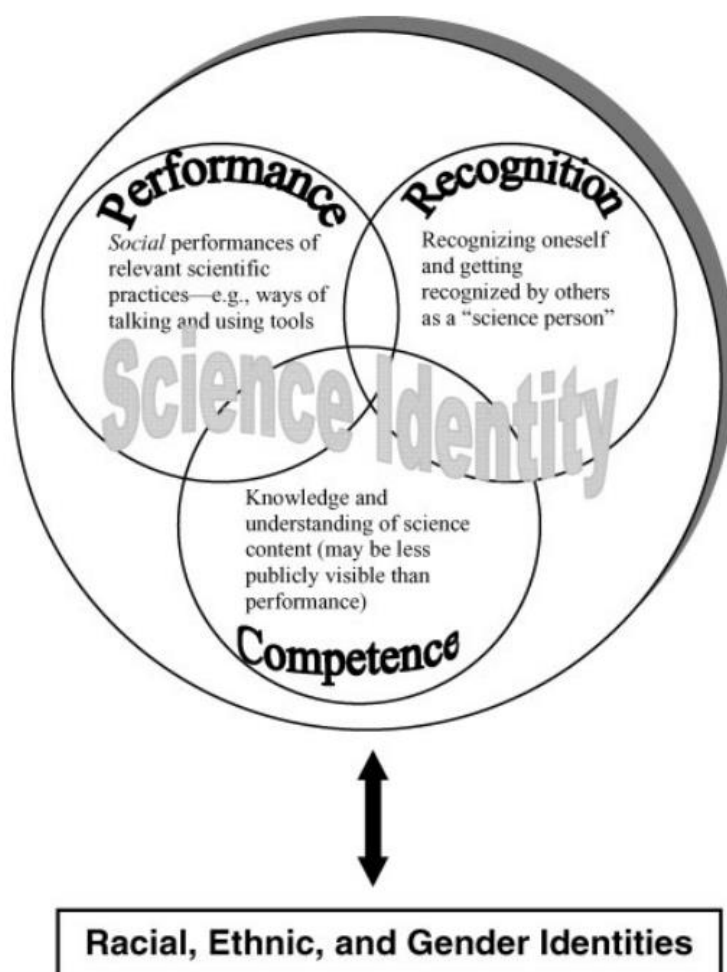 Performance
Social performances of
relevant scientific
practices—e.g., ways of
talking and using tools
Recognition
Recognizing oneself
and getting
recognized by others
as a “science person”
Science Identity
Knowledge and
understanding of science
content (may be less
publicly visible than
performance)
Competence
Racial, Ethnic, and Gender Identities